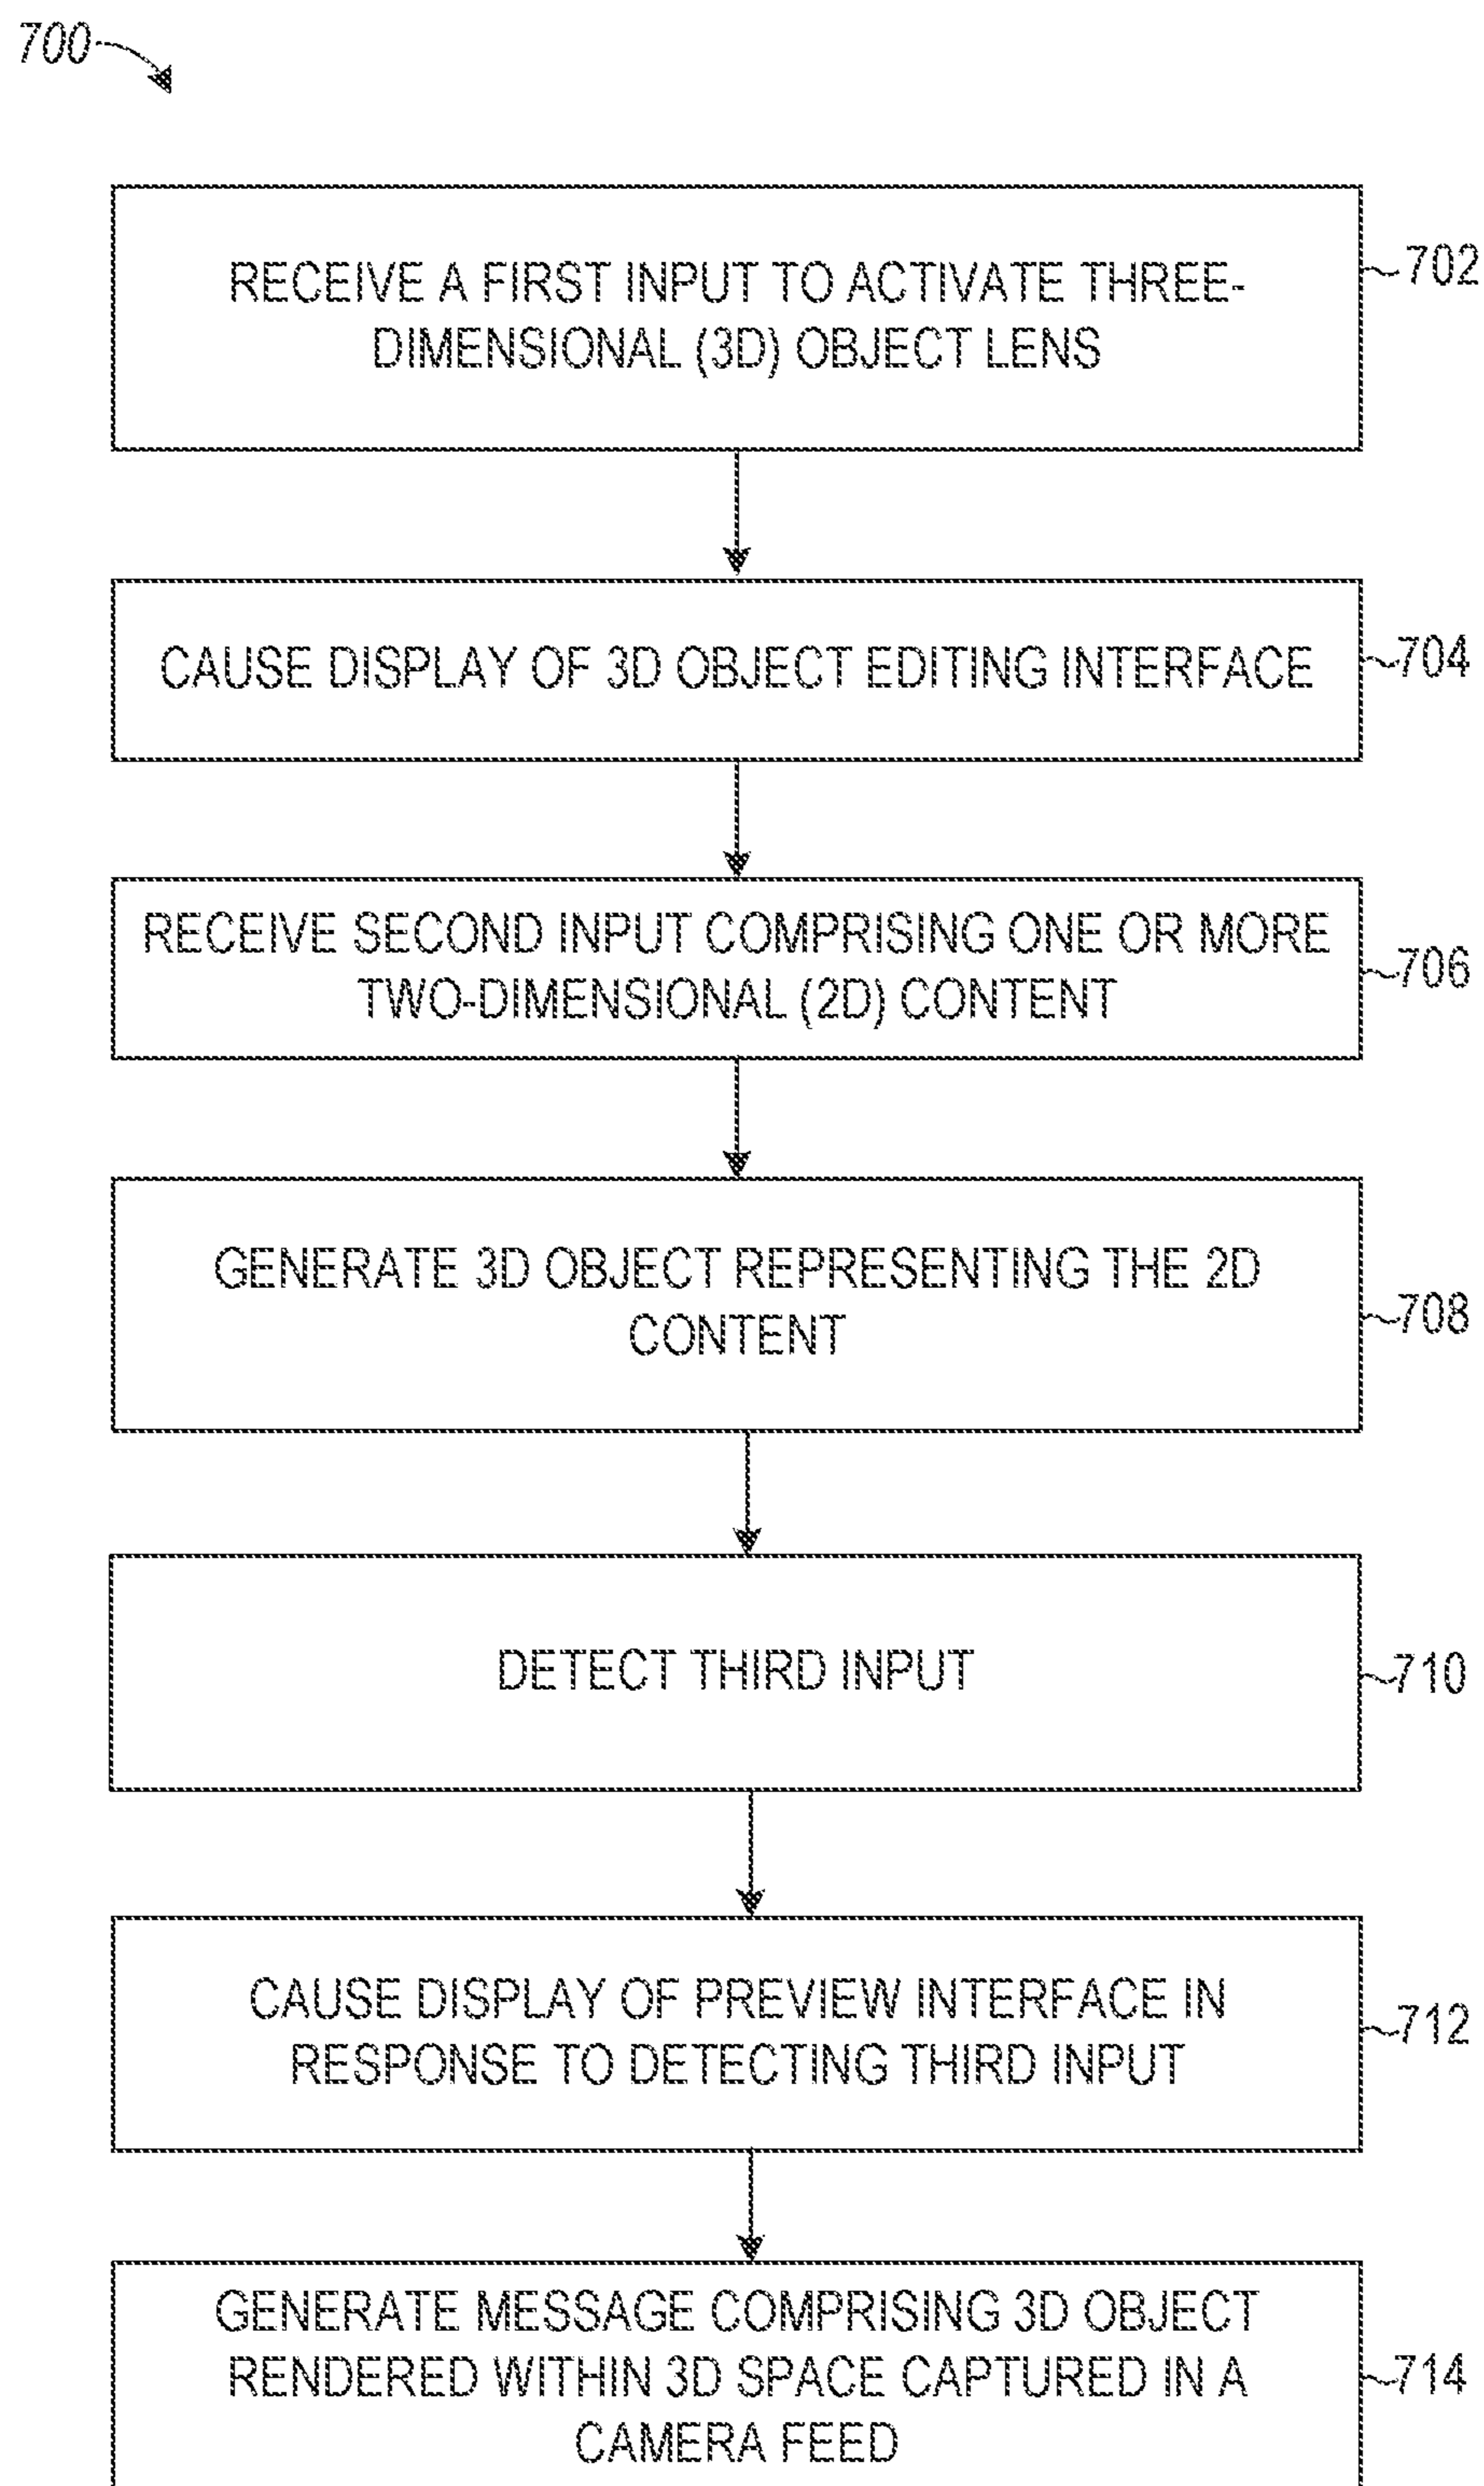 700
RECEIVE A FIRST INPUT TO ACTIVATE THREE-
DIMENSIONAL (3D) OBJECT LENS
702
CAUSE DISPLAY OF 3D OBJECT EDITING INTERFACE
704
RECEIVE SECOND INPUT COMPRISING ONE OR MORE
TWO-DIMENSIONAL (2D) CONTENT
706
GENERATE 3D OBJECT REPRESENTING THE 2D
CONTENT
708
DETECT THIRD INPUT
710
CAUSE DISPLAY OF PREVIEW INTERFACE IN
RESPONSE TO DETECTING THIRD INPUT
712
GENERATE MESSAGE COMPRISING 3D OBJECT
RENDERED WITHIN 3D SPACE CAPTURED IN A
CAMERA FEED
714